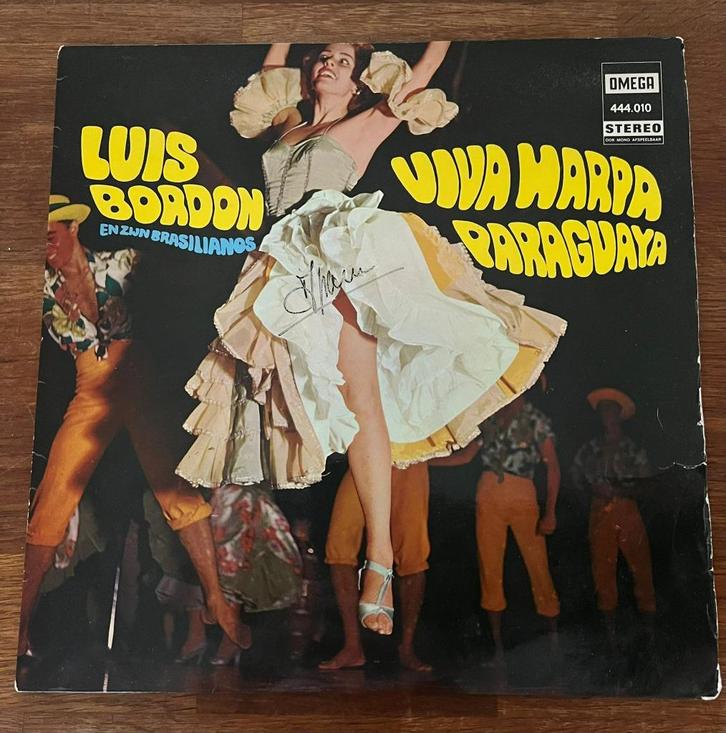 OMEGA
444.010
STEREO
OOK MONO AFSPEELBAAR
LUIS
BORDON
EN ZIJN BRASILIANOS
VIVA HARPA
PARAGUAYA